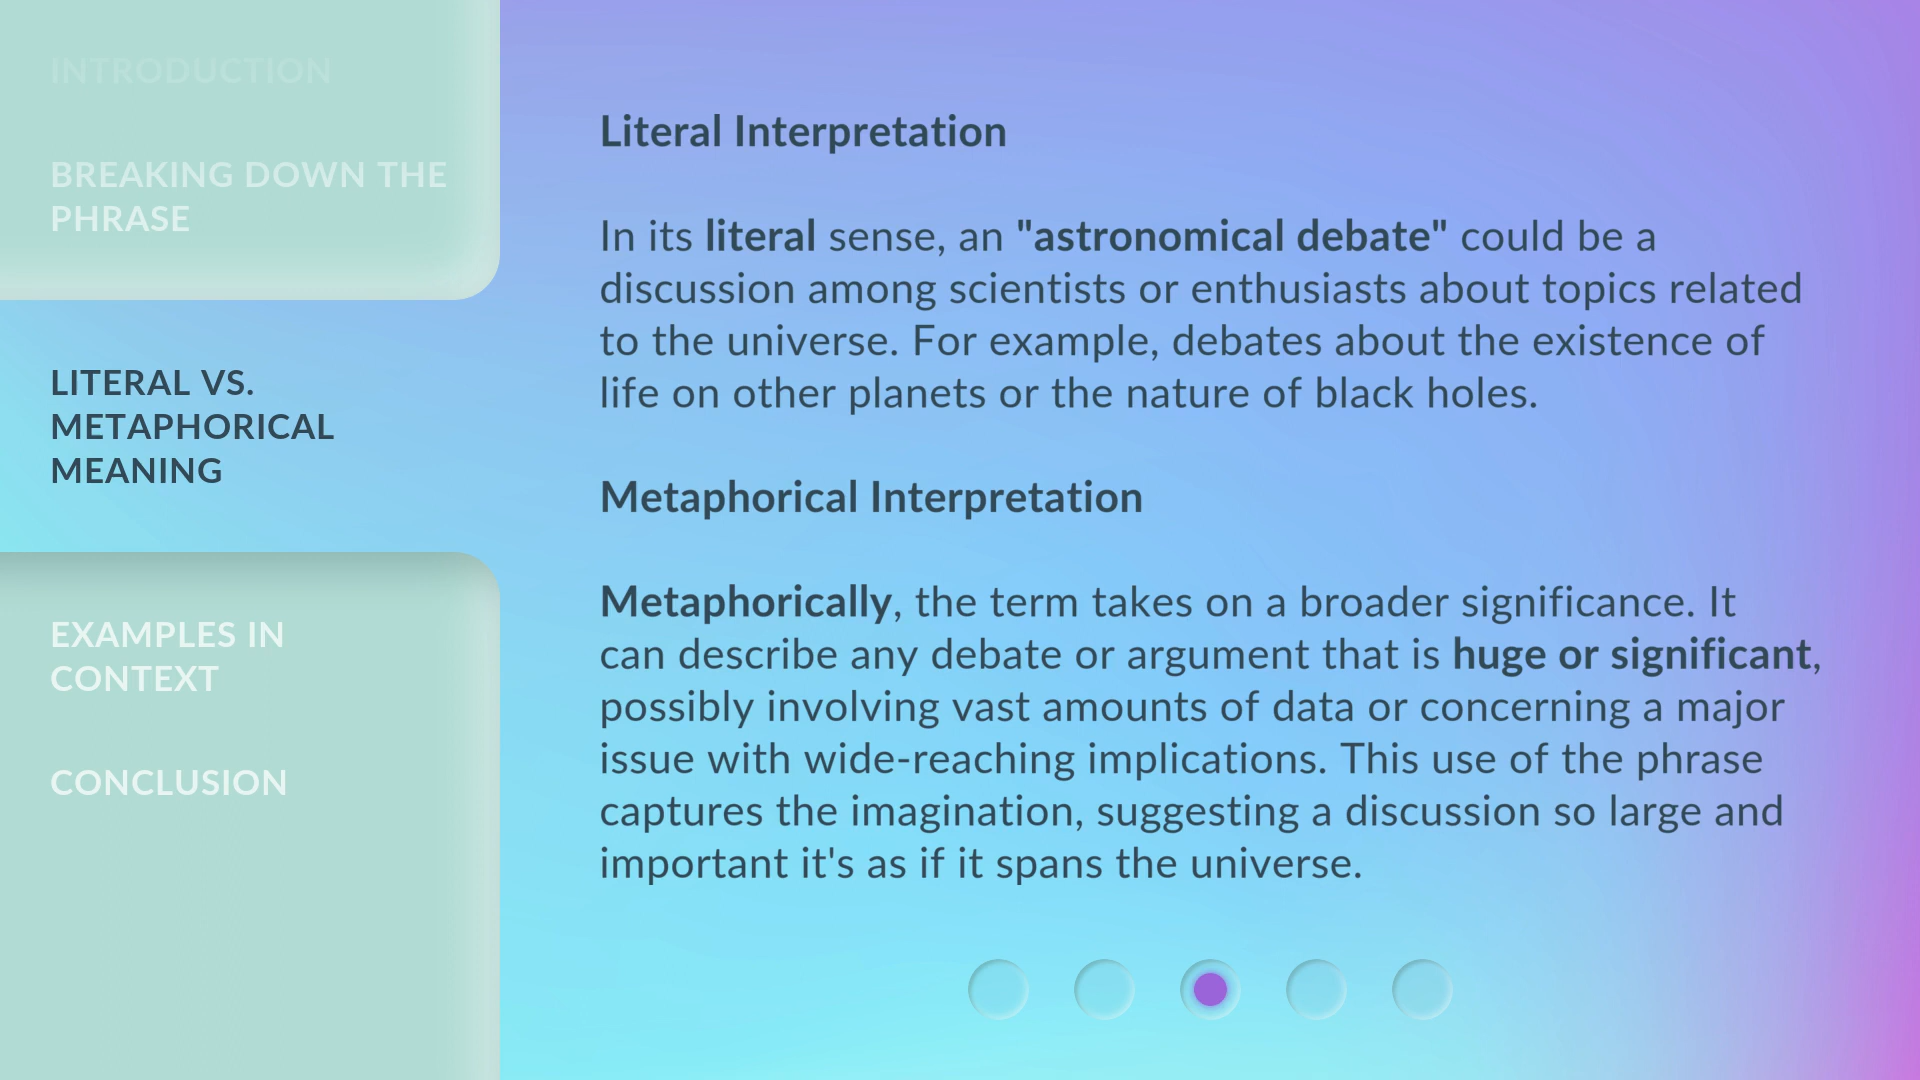 INTRODUCTION
BREAKING DOWN THE
PHRASE
LITERAL VS.
METAPHORICAL
MEANING
EXAMPLES IN
CONTEXT
CONCLUSION
Literal Interpretation
In its literal sense, an "astronomical debate" could be a
discussion among scientists or enthusiasts about topics related
to the universe. For example, debates about the existence of
life on other planets or the nature of black holes.
Metaphorical Interpretation
Metaphorically, the term takes on a broader significance. It
can describe any debate or argument that is huge or significant,
possibly involving vast amounts of data or concerning a major
issue with wide-reaching implications. This use of the phrase
captures the imagination, suggesting a discussion so large and
important it's as if it spans the universe.